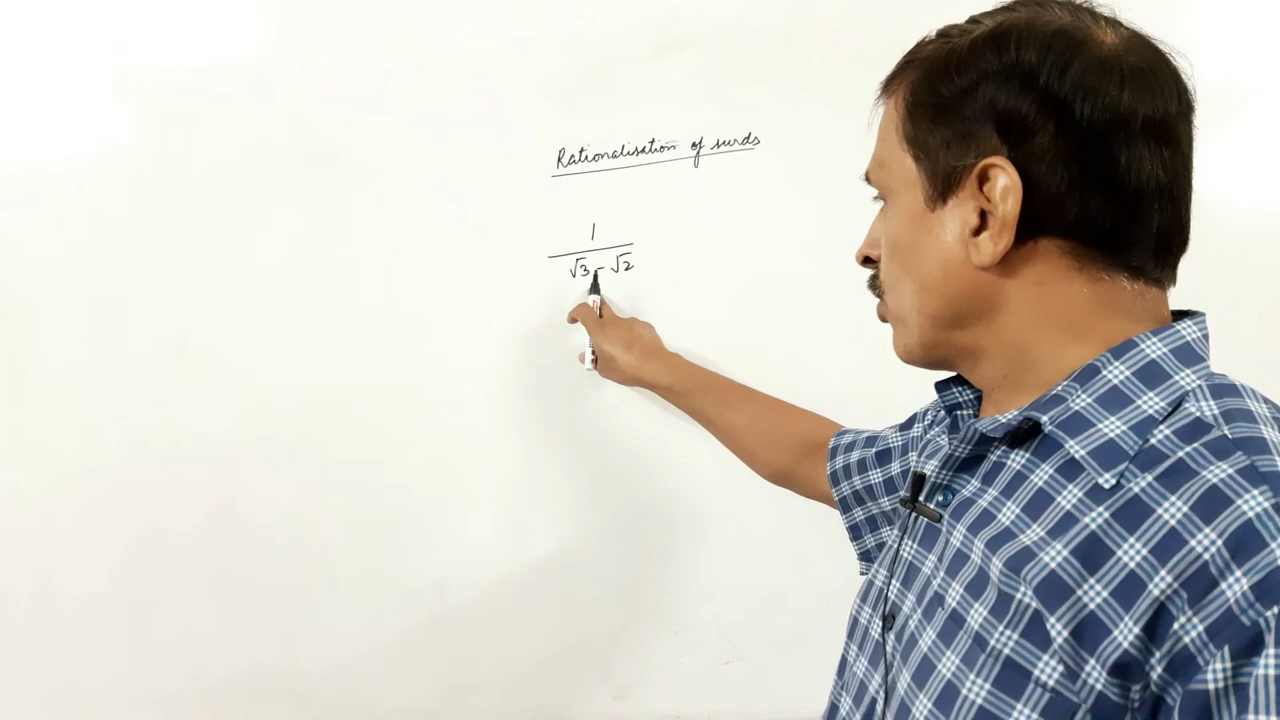 Rationalisation of surds
1
√3 - √2